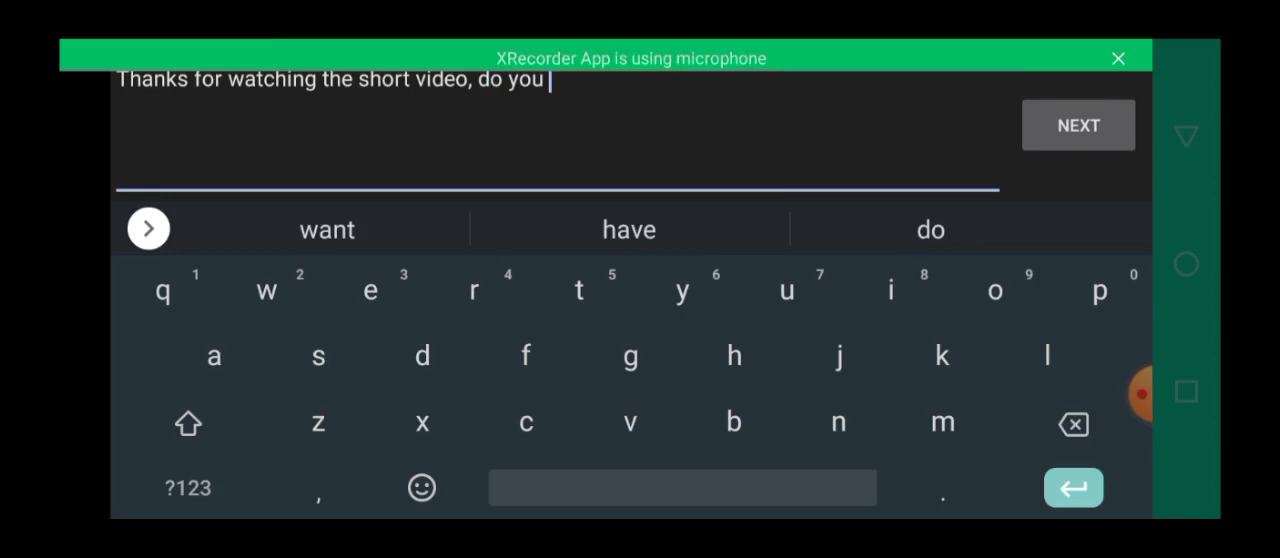 XRecorder App is using microphone
Thanks for watching the short video, do you
NEXT
want have do
q 1 w 2 e 3 r 4 t 5 y 6 u 7 i 8 o 9 p 0
a s d f g h j k l
z x c v b n m
?123 , .